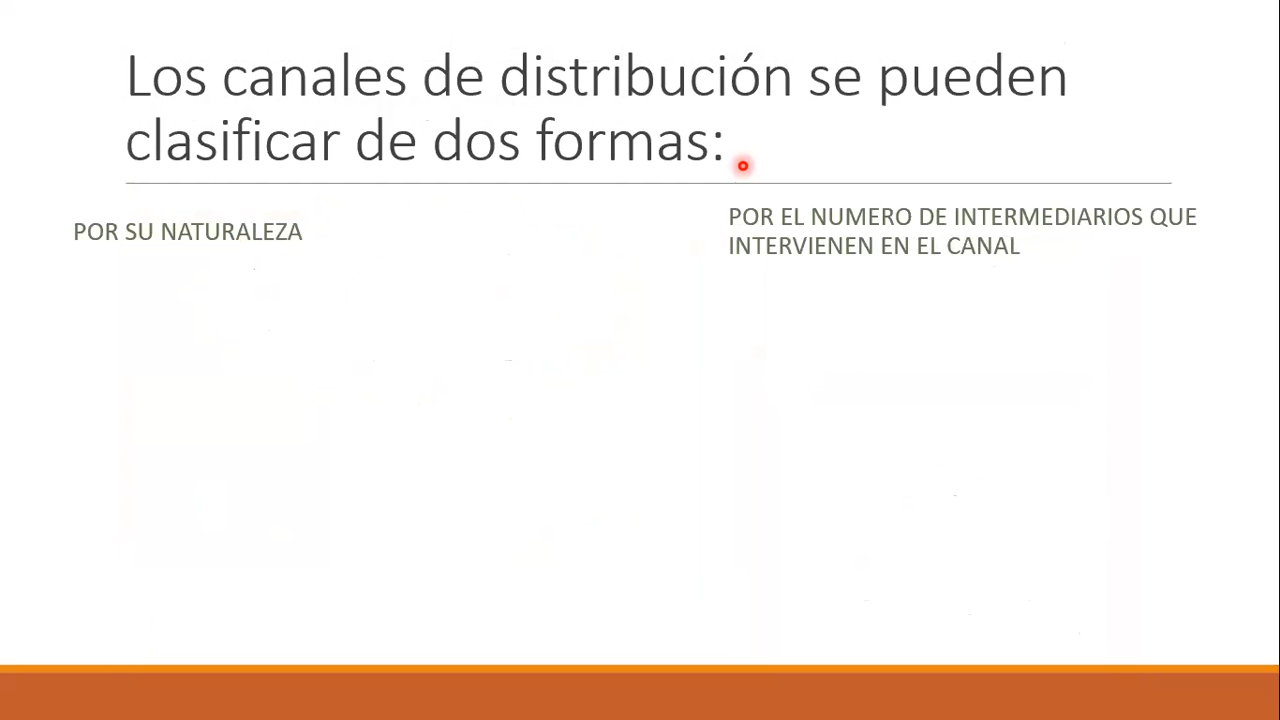 Los canales de distribución se pueden
clasificar de dos formas:
POR SU NATURALEZA
POR EL NUMERO DE INTERMEDIARIOS QUE
INTERVIENEN EN EL CANAL